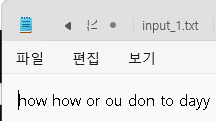 input_1.txt
파일 편집 보기
how how or ou don to dayy